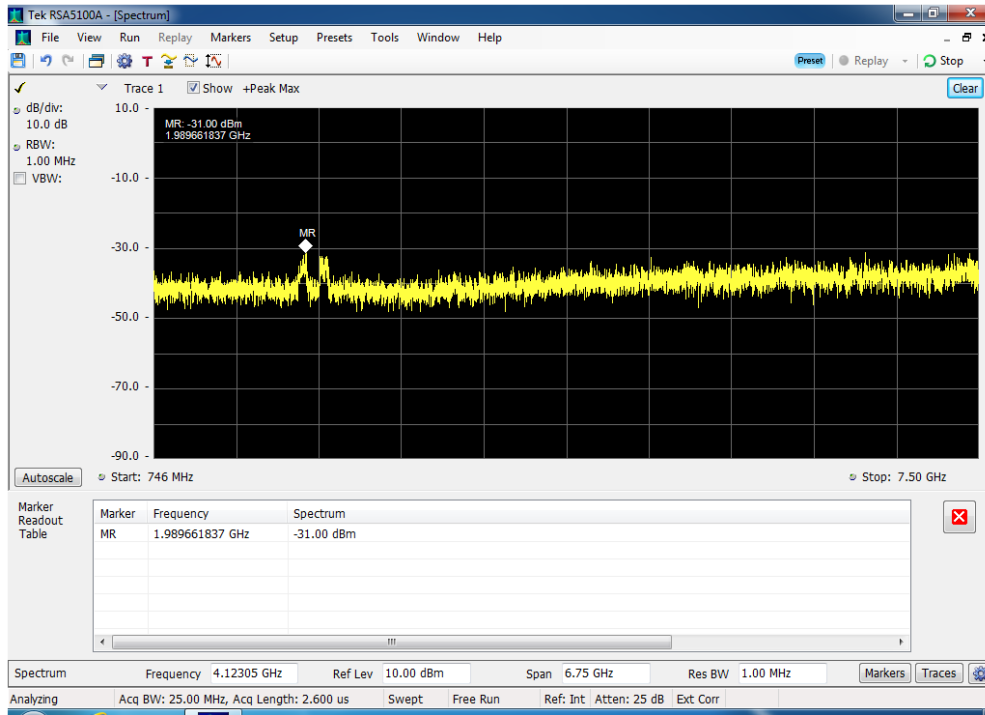 Tek RSA5100A - [Spectrum]
File View Run Replay Markers Setup Presets Tools Window Help
T Preset Replay Stop
Trace 1 Show +Peak Max Clear
dB/div:
10.0 dB
RBW:
1.00 MHz
VBW:
10.0
-10.0
-30.0
-50.0
-70.0
-90.0
MR: -31.00 dBm
1.989661837 GHz
MR
Autoscale Start: 746 MHz Stop: 7.50 GHz
Marker
Readout
Table
Marker Frequency Spectrum
MR 1.989661837 GHz -31.00 dBm
Spectrum Frequency 4.12305 GHz Ref Lev 10.00 dBm Span 6.75 GHz Res BW 1.00 MHz Markers Traces
Analyzing Acq BW: 25.00 MHz, Acq Length: 2.600 us Swept Free Run Ref: Int Atten: 25 dB Ext Corr